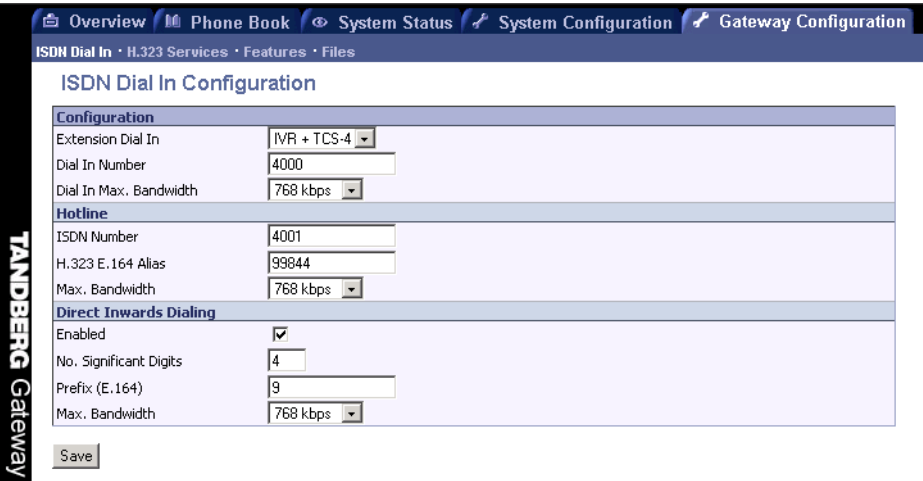 Overview Phone Book System Status System Configuration Gateway Configuration
ISDN Dial In · H.323 Services · Features · Files
ISDN Dial In Configuration
Configuration
Extension Dial In IVR + TCS-4
Dial In Number 4000
Dial In Max. Bandwidth 768 kbps
Hotline
ISDN Number 4001
H.323 E.164 Alias 99844
Max. Bandwidth 768 kbps
Direct Inwards Dialing
Enabled
No. Significant Digits 4
Prefix (E.164) 9
Max. Bandwidth 768 kbps
Save
TANDBERG Gateway